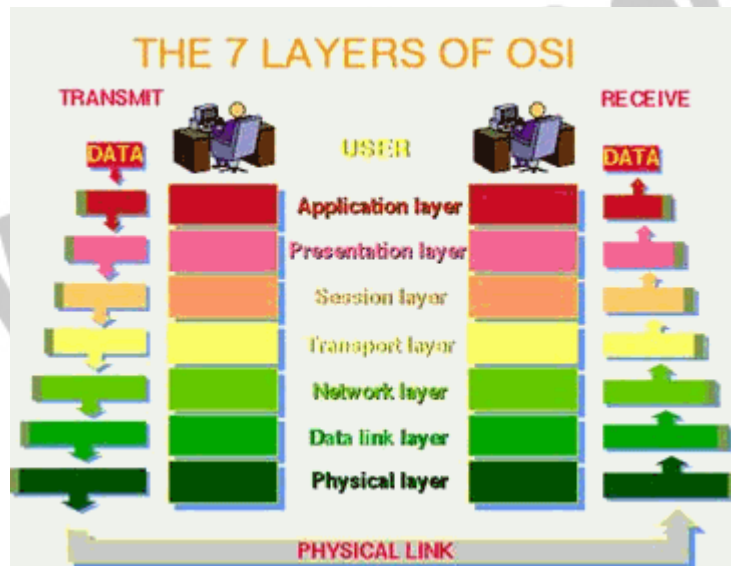 THE 7 LAYERS OF OSI
TRANSMIT
RECEIVE
USER
DATA
DATA
Application layer
Presentation layer
Session layer
Transport layer
Network layer
Data link layer
Physical layer
PHYSICAL LINK